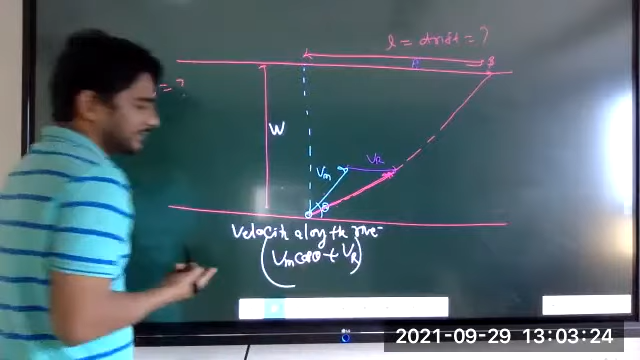 l = drift = ?
B
= ?
W
Vm
VR
θ
Velocity along the river
(Vm cosθ + VR)
2021-09-29 13:03:24